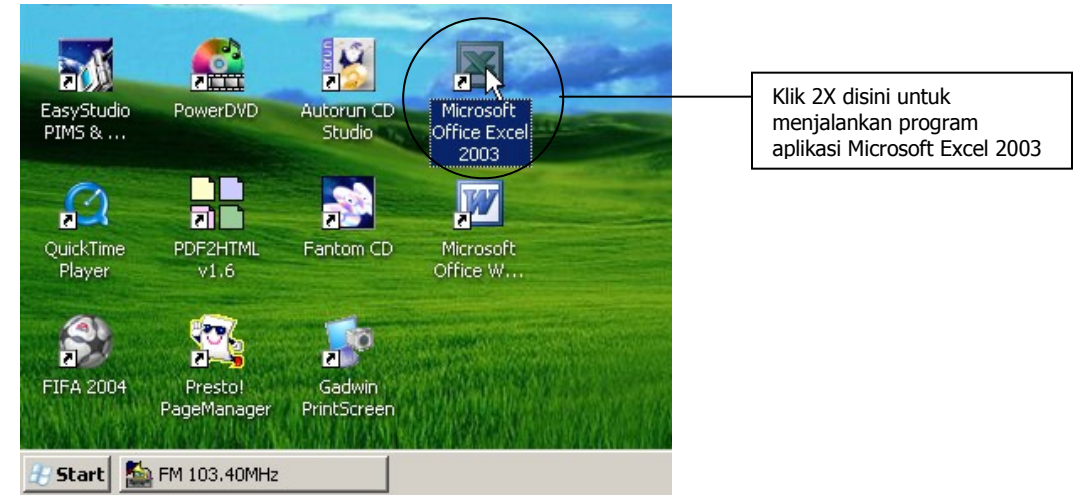 EasyStudio
PIMS & ...
PowerDVD
Autorun CD
Studio
Microsoft
Office Excel
2003
Klik 2X disini untuk
menjalankan program
aplikasi Microsoft Excel 2003
QuickTime
Player
PDF2HTML
v1.6
Fantom CD
Microsoft
Office W...
FIFA 2004
Presto!
PageManager
Gadwin
PrintScreen
Start
FM 103.40MHz